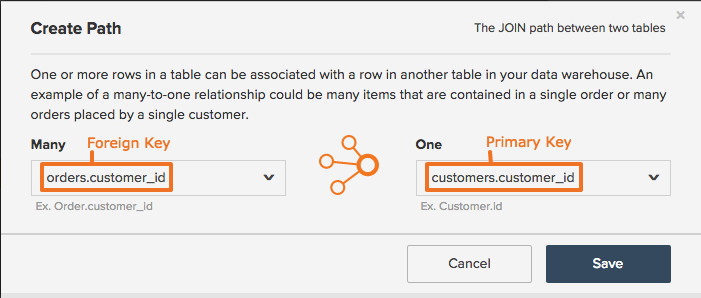 Create Path
The JOIN path between two tables
One or more rows in a table can be associated with a row in another table in your data warehouse. An
example of a many-to-one relationship could be many items that are contained in a single order or many
orders placed by a single customer.
Many
Foreign Key
One
Primary Key
orders.customer_id
customers.customer_id
Ex. Order.customer_id
Ex. Customer.id
Cancel
Save